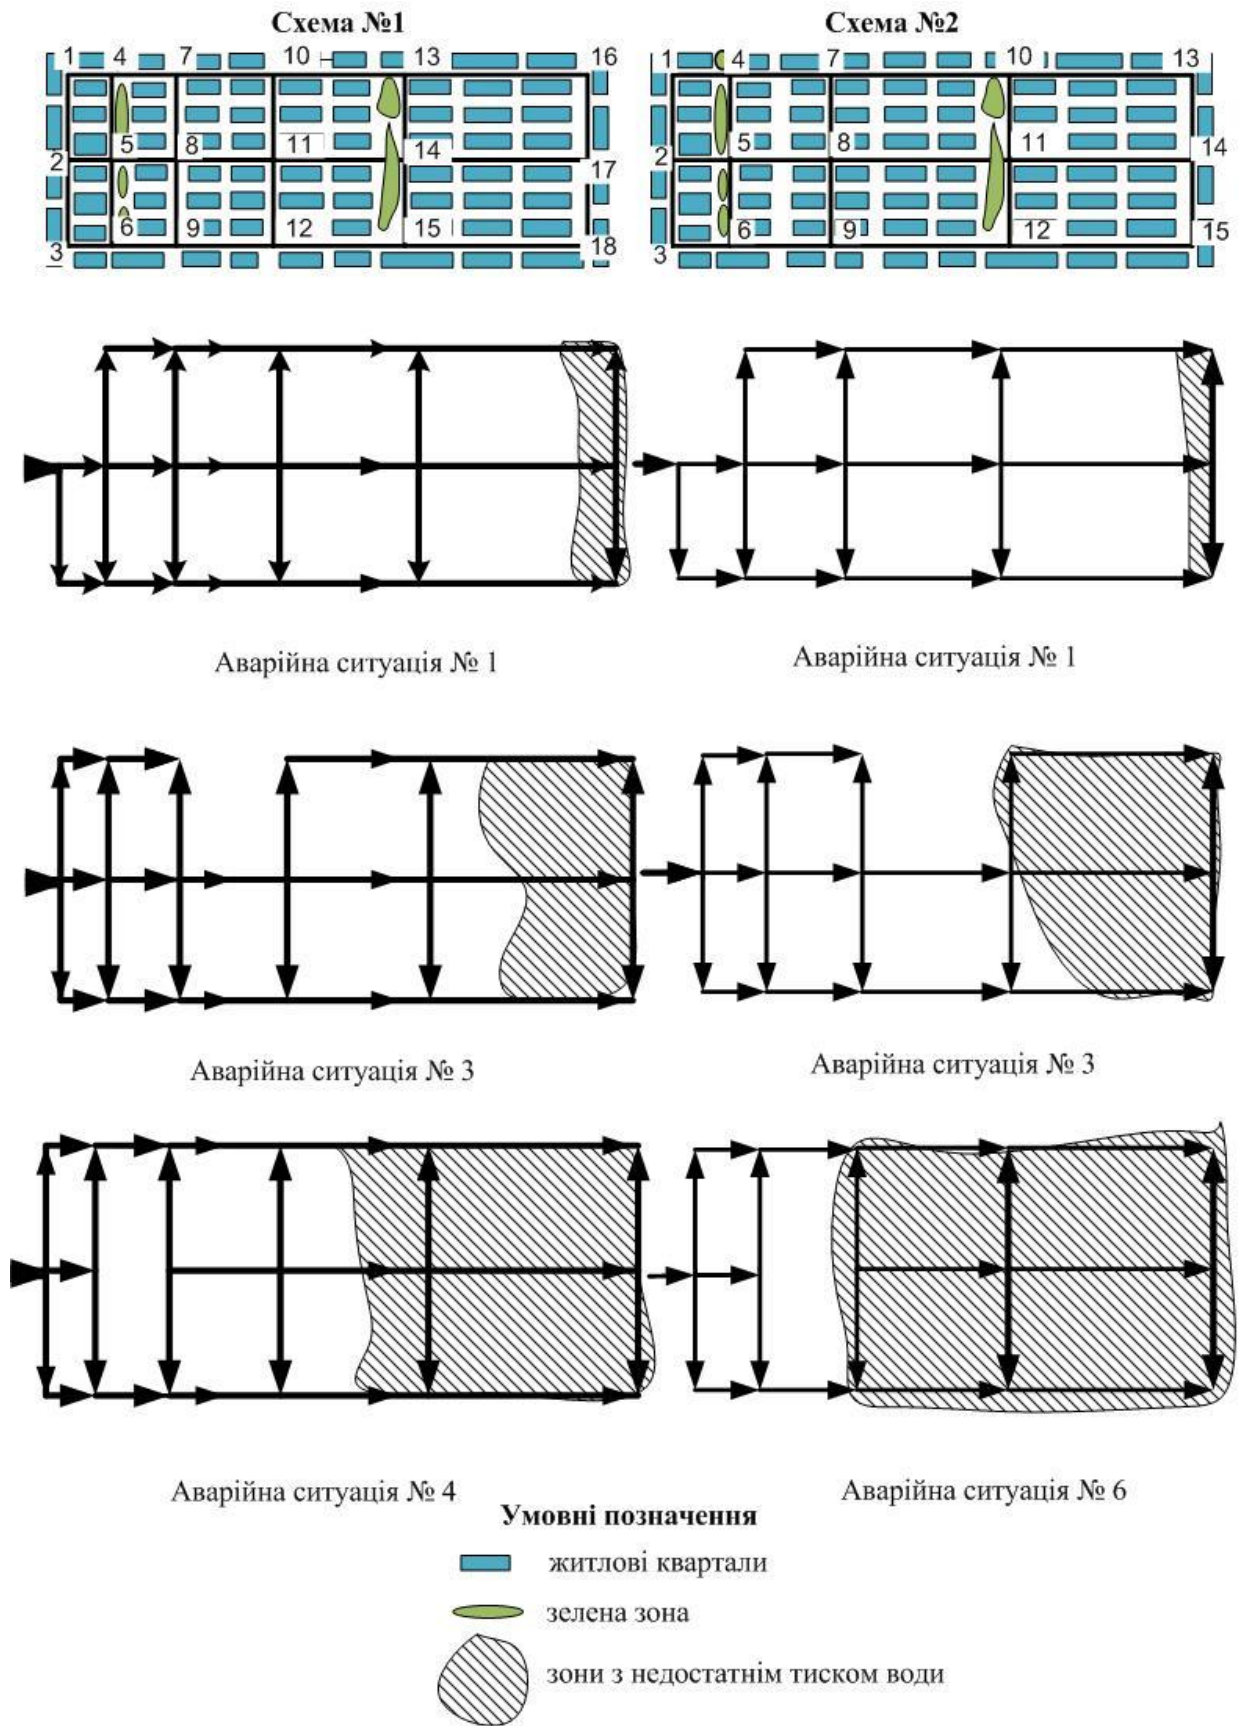 Схема №1 Схема №2
1 4 7 10 13 16 1 4 7 10 13
5 8 11 14 5 8 11 14
2 17 2
6 9 12 15 6 9 12 15
3 18 3
Аварійна ситуація № 1 Аварійна ситуація № 1
Аварійна ситуація № 3 Аварійна ситуація № 3
Аварійна ситуація № 4 Аварійна ситуація № 6
Умовні позначення
житлові квартали
зелена зона
зони з недостатнім тиском води